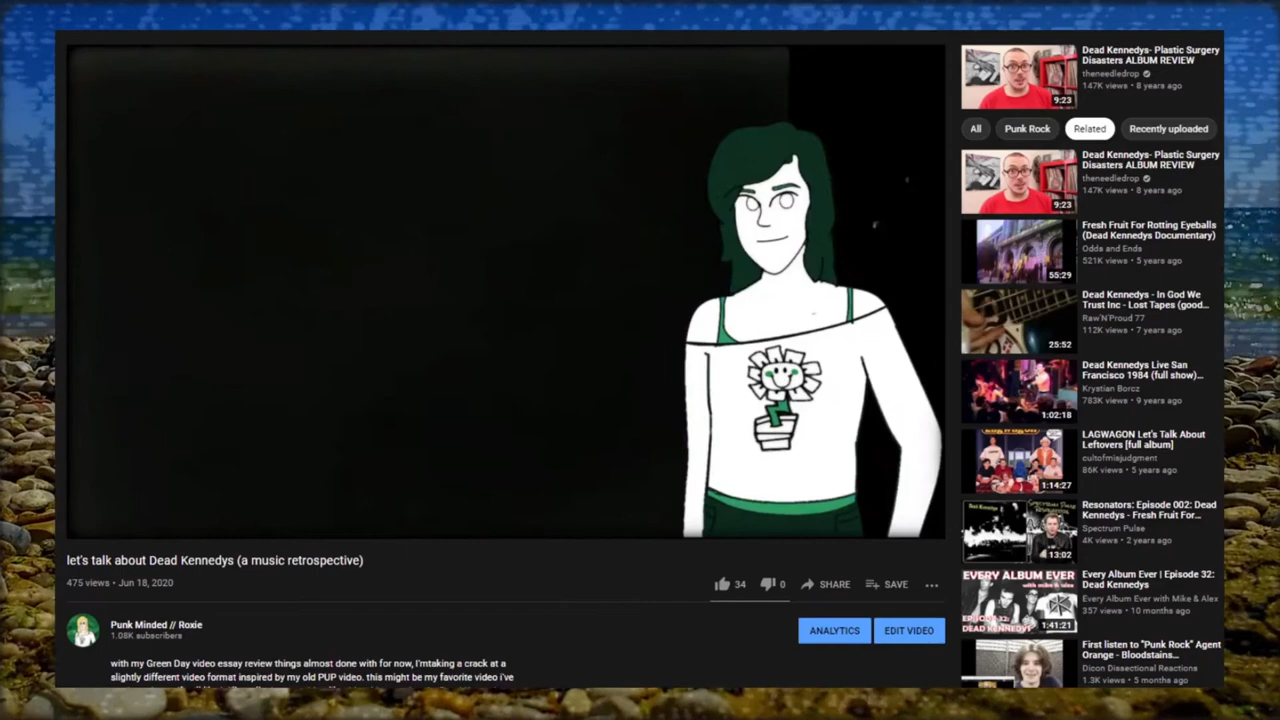 let's talk about Dead Kennedys (a music retrospective)
475 views • Jun 18, 2020
34
0
SHARE
SAVE
Punk Minded // Roxie
1.08K subscribers
ANALYTICS
EDIT VIDEO
with my Green Day video essay review things almost done with for now, I'mtaking a crack at a
slightly different video format inspired by my old PUP video. this might be my favorite video i've
Dead Kennedys- Plastic Surgery
Disasters ALBUM REVIEW
theneedledrop
147K views • 8 years ago
9:23
All
Punk Rock
Related
Recently uploaded
Dead Kennedys- Plastic Surgery
Disasters ALBUM REVIEW
theneedledrop
147K views • 8 years ago
9:23
Fresh Fruit For Rotting Eyeballs
(Dead Kennedys Documentary)
Odds and Ends
521K views • 5 years ago
55:29
Dead Kennedys - In God We
Trust Inc - Lost Tapes (good...
Raw'N'Proud 77
112K views • 7 years ago
25:52
Dead Kennedys Live San
Francisco 1984 (full show)...
Krystian Borcz
783K views • 9 years ago
1:02:18
LAGWAGON Let's Talk About
Leftovers [full album]
cultofmisjudgment
86K views • 5 years ago
1:14:27
Resonators: Episode 002: Dead
Kennedys - Fresh Fruit For...
Spectrum Pulse
4K views • 2 years ago
13:02
EVERY ALBUM EVER
with mike & alex
EPISODE 32:
DEAD KENNEDYS
1:41:21
Every Album Ever | Episode 32:
Dead Kennedys
Every Album Ever with Mike & Alex
357 views • 10 months ago
First listen to "Punk Rock" Agent
Orange - Bloodstains...
Dicon Dissectional Reactions
1.3K views • 5 months ago